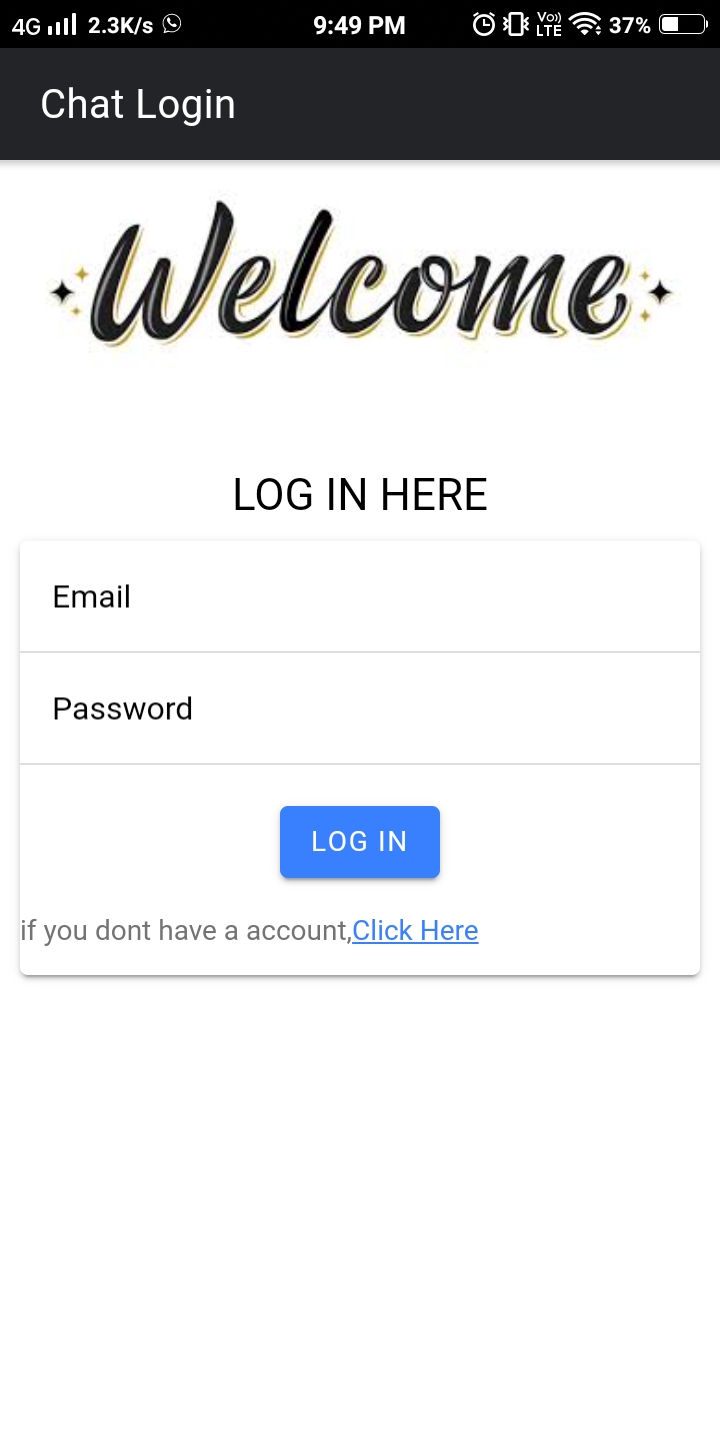 4G 2.3K/s 9:49 PM Vo)) LTE 37%
Chat Login
Welcome
LOG IN HERE
Email
Password
LOG IN
if you dont have a account,Click Here